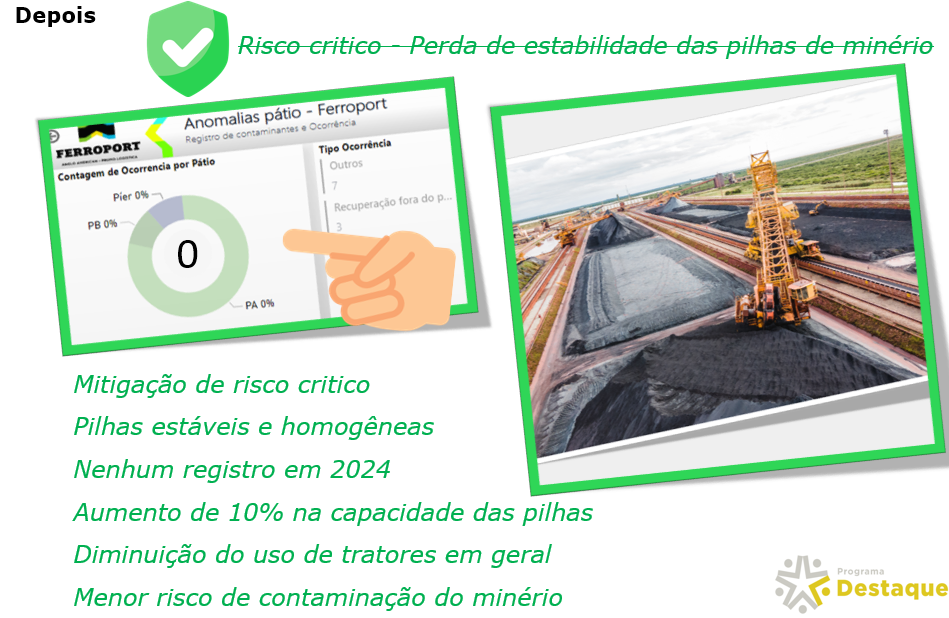 Depois
Risco critico - Perda de estabilidade das pilhas de minério
Anomalias pátio - Ferroport
Registro de contaminantes e Ocorrência
FERROPORT
Contagem de Ocorrencia por Pátio
Tipo Ocorrência
Outros
7
Recuperação fora do p...
3
Pier 0%
PB 0%
0
PA 0%
Mitigação de risco critico
Pilhas estáveis e homogêneas
Nenhum registro em 2024
Aumento de 10% na capacidade das pilhas
Diminuição do uso de tratores em geral
Menor risco de contaminação do minério
Programa
Destaque